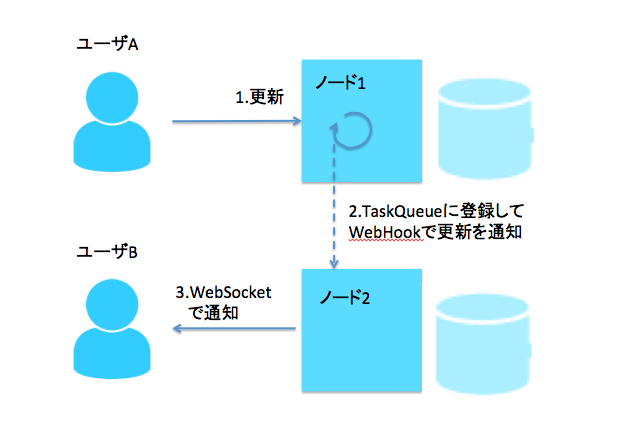 ユーザA
ノード1
1.更新
2.TaskQueueに登録して
WebHookで更新を通知
ユーザB
3.WebSocket
で通知
ノード2